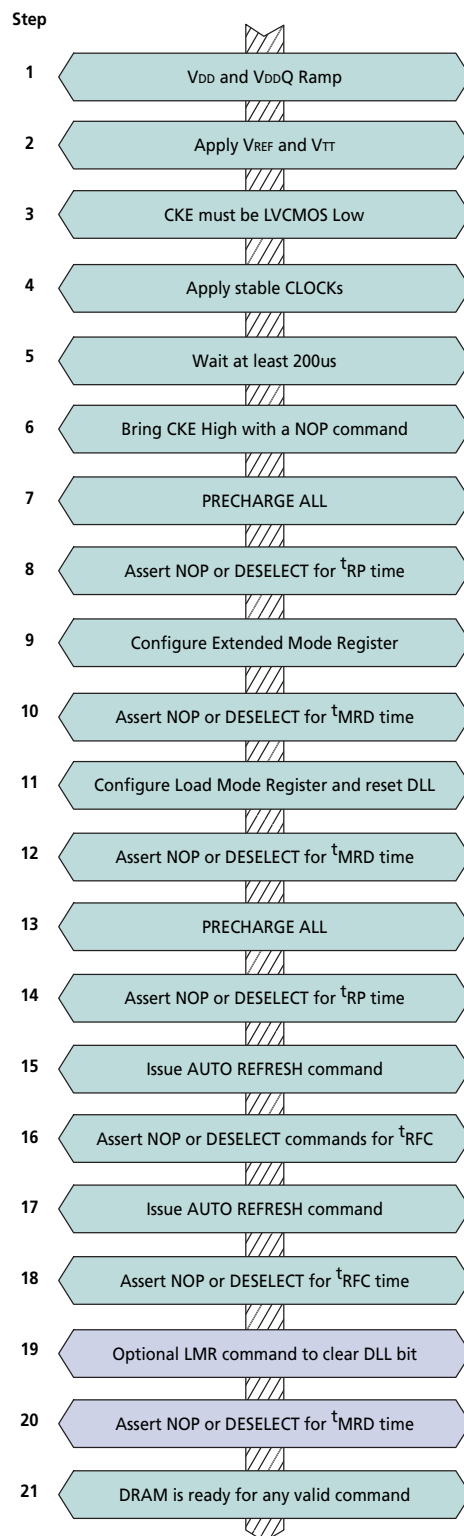 Step
1 VDD and VDDQ Ramp
2 Apply VREF and VTT
3 CKE must be LVCMOS Low
4 Apply stable CLOCKs
5 Wait at least 200us
6 Bring CKE High with a NOP command
7 PRECHARGE ALL
8 Assert NOP or DESELECT for tRP time
9 Configure Extended Mode Register
10 Assert NOP or DESELECT for tMRD time
11 Configure Load Mode Register and reset DLL
12 Assert NOP or DESELECT for tMRD time
13 PRECHARGE ALL
14 Assert NOP or DESELECT for tRP time
15 Issue AUTO REFRESH command
16 Assert NOP or DESELECT commands for tRFC
17 Issue AUTO REFRESH command
18 Assert NOP or DESELECT for tRFC time
19 Optional LMR command to clear DLL bit
20 Assert NOP or DESELECT for tMRD time
21 DRAM is ready for any valid command